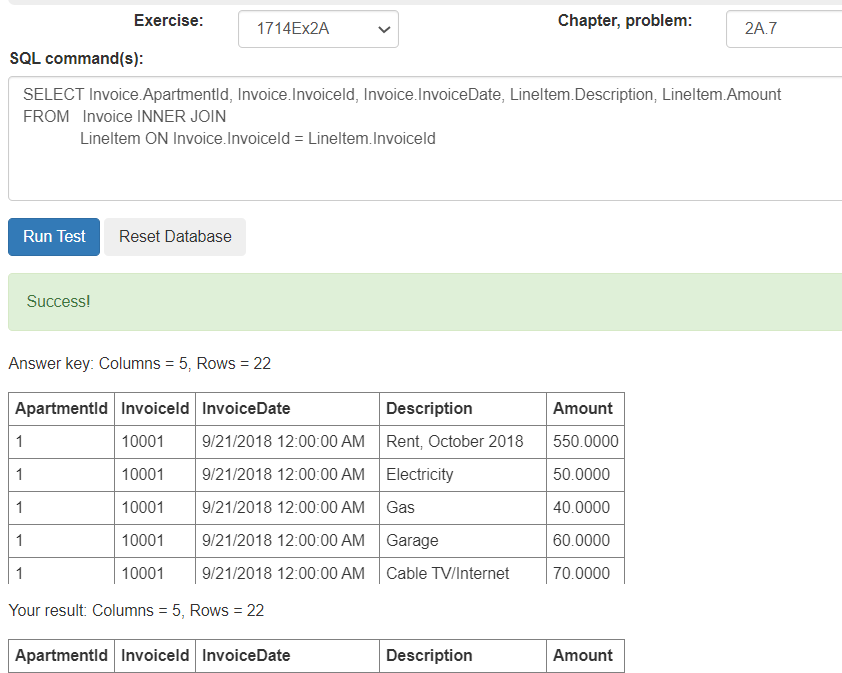 Exercise: 1714Ex2A Chapter, problem: 2A.7
SQL command(s):
SELECT Invoice.ApartmentId, Invoice.InvoiceId, Invoice.InvoiceDate, LineItem.Description, LineItem.Amount
FROM Invoice INNER JOIN
LineItem ON Invoice.InvoiceId = LineItem.InvoiceId
Run Test Reset Database
Success!
Answer key: Columns = 5, Rows = 22
ApartmentId InvoiceId InvoiceDate Description Amount
1 10001 9/21/2018 12:00:00 AM Rent, October 2018 550.0000
1 10001 9/21/2018 12:00:00 AM Electricity 50.0000
1 10001 9/21/2018 12:00:00 AM Gas 40.0000
1 10001 9/21/2018 12:00:00 AM Garage 60.0000
1 10001 9/21/2018 12:00:00 AM Cable TV/Internet 70.0000
Your result: Columns = 5, Rows = 22
ApartmentId InvoiceId InvoiceDate Description Amount